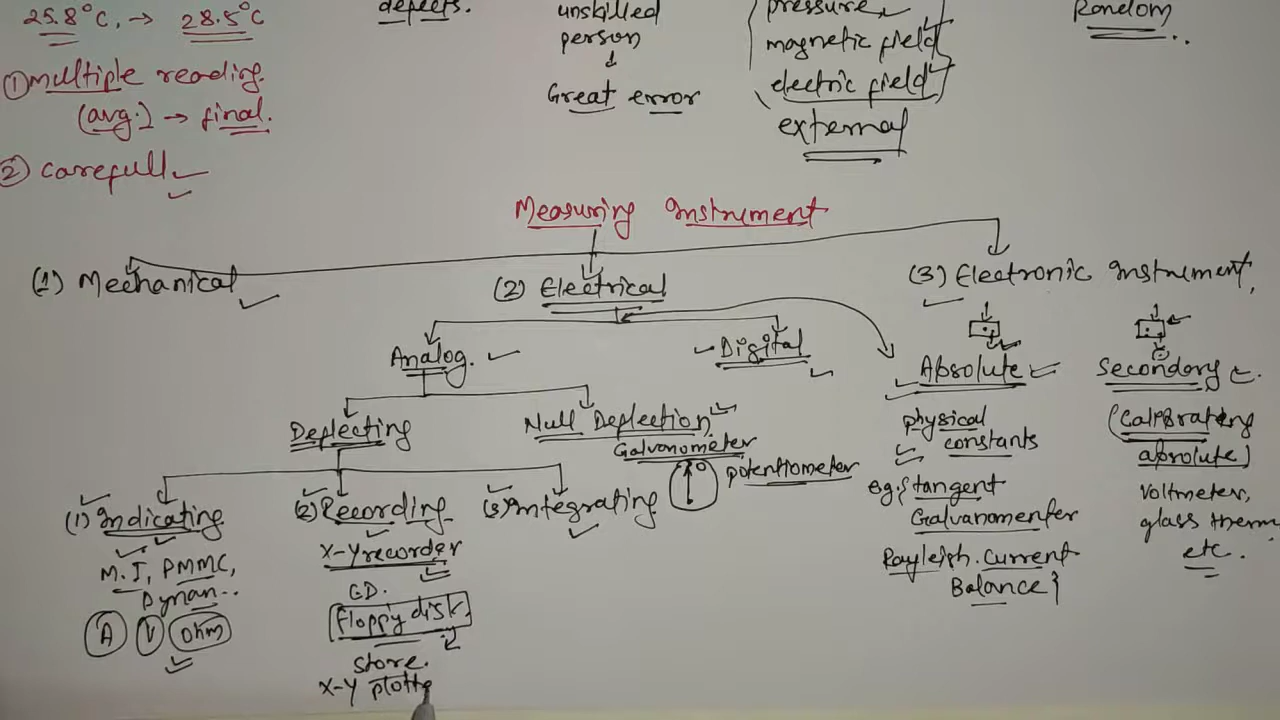 25.8°C, → 28.5°C
① multiple reading.
(avg.) → final.
② carefull
defects.
unskilled
person
Great error
pressure
magnetic field
electric field
external
Random
Measuring Instrument
(1) Mechanical
(2) Electrical
(3) Electronic instrument,
Analog.
Digital
Deflecting
Null Deflection
Galvanometer
0
potentiometer
(1) Indicating
M.I, PMMC,
Dynam..
A V Ohm
(2) Recording
X-Y recorder
CD.
Floppy disk.
store.
X-Y plotte
(3) Integrating
Absolute
physical
constants
eg; tangent
Galvanometer
Rayleigh. Current
Balance}
Secondary
(Calibrating
absolute)
Voltmeter,
glass therm
etc.